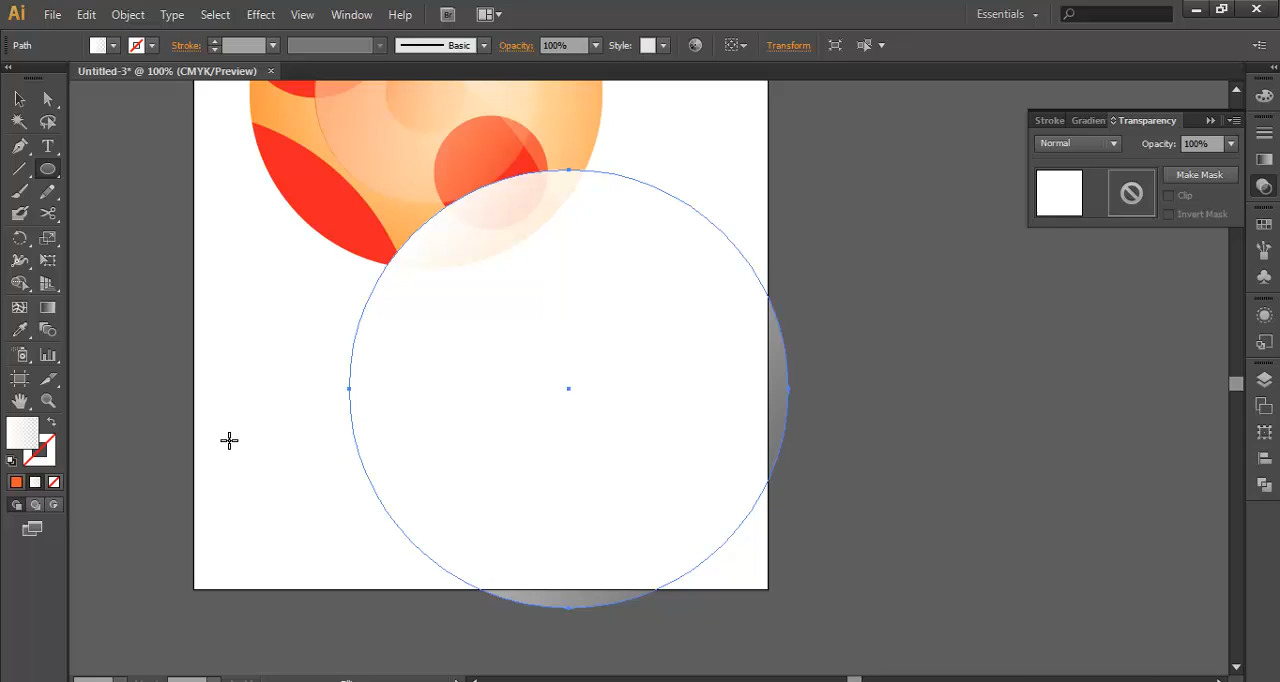 Ai File Edit Object Type Select Effect View Window Help Br Essentials
Path Stroke: Basic Opacity: 100% Style: Transform
Untitled-3* @ 100% (CMYK/Preview) ×
Stroke Gradien Transparency
Normal Opacity: 100%
Make Mask
Clip
Invert Mask